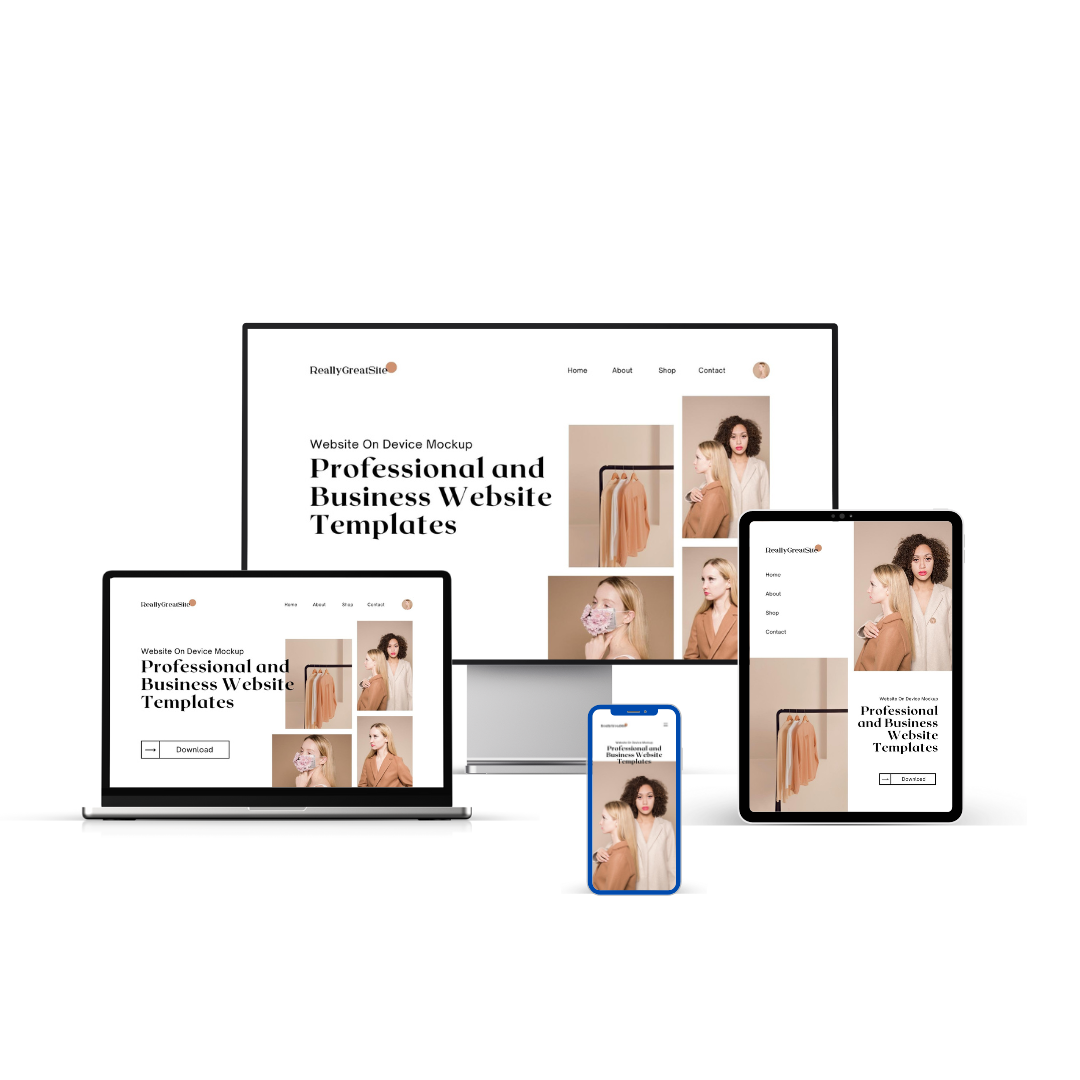 ReallyGreatSite
Home About Shop Contact
Website On Device Mockup
Professional and
Business Website
Templates
ReallyGreatSite
Home About Shop Contact
Website On Device Mockup
Professional and
Business Website
Templates
Download
ReallyGreatSite
Website On Device Mockup
Professional and
Business Website
Templates
ReallyGreatSite
Home
About
Shop
Contact
Website On Device Mockup
Professional
and Business
Website
Templates
Download